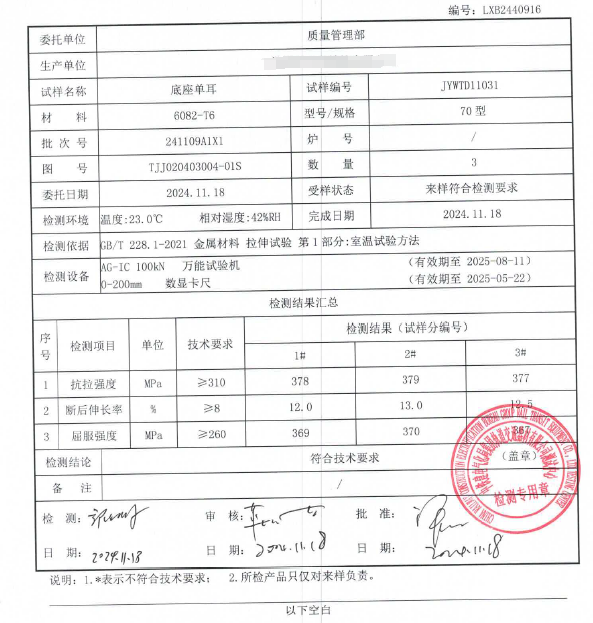 编号：LXB2440916
委托单位 质量管理部
生产单位
试样名称 底座单耳 试样编号 JYWTD11031
材 料 6082-T6 型号/规格 70 型
批 次 号 241109A1X1 炉 号 /
图 号 TJJ020403004-01S 数 量 3
委托日期 2024.11.18 受样状态 来样符合检测要求
检测环境 温度:23.0℃ 相对湿度:42%RH 完成日期 2024.11.18
检测依据 GB/T 228.1-2021 金属材料 拉伸试验 第 1 部分:室温试验方法
检测设备 AG-IC 100kN 万能试验机 (有效期至 2025-08-11)
0-200mm 数显卡尺 (有效期至 2025-05-22)
检测结果汇总
序号 检测项目 单位 技术要求 检测结果（试样分编号）
1# 2# 3#
1 抗拉强度 MPa ≥310 378 379 377
2 断后伸长率 % ≥8 12.0 13.0 12.5
3 屈服强度 MPa ≥260 369 370 367
检测结论 符合技术要求 （盖章）
备 注 /
检测专用章
检 测: 审 核: 批 准:
日 期: 2024.11.18 日 期: 2024.11.18 日 期: 2024.11.18
说明：1.*表示不符合技术要求； 2.所检产品只仅对来样负责。
以下空白